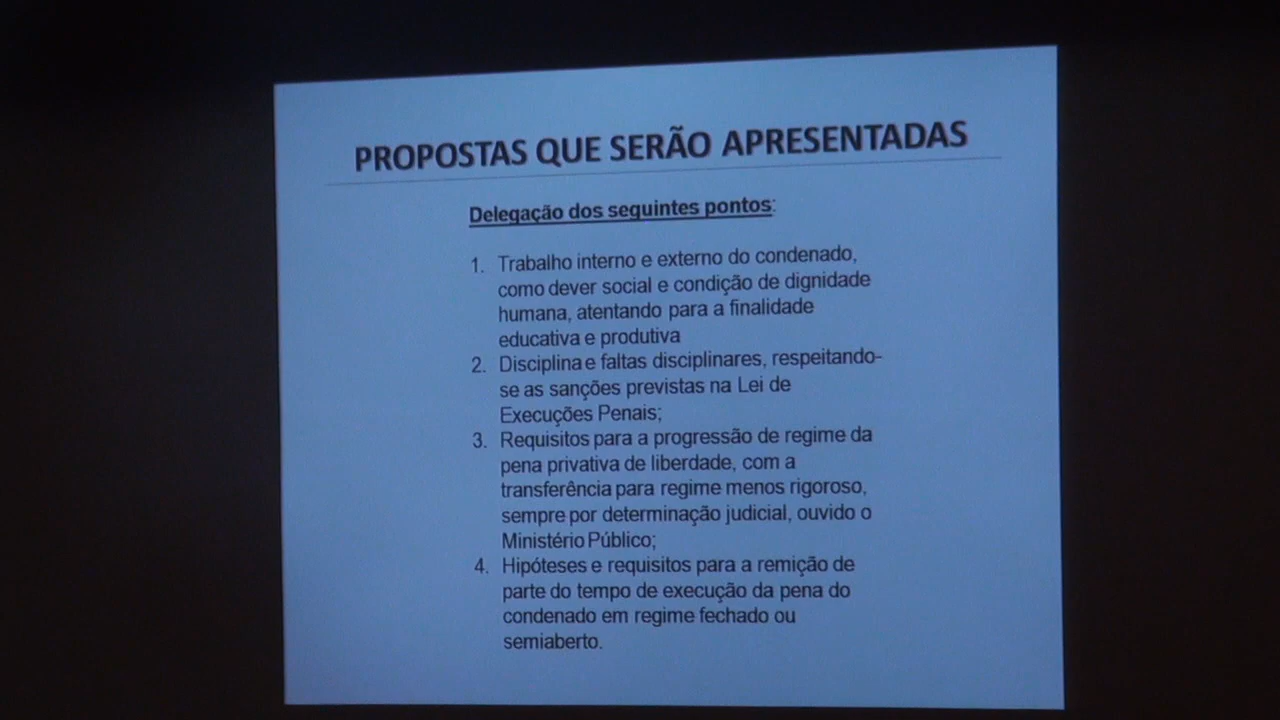 PROPOSTAS QUE SERÃO APRESENTADAS
Delegação dos seguintes pontos:
1. Trabalho interno e externo do condenado,
como dever social e condição de dignidade
humana, atentando para a finalidade
educativa e produtiva
2. Disciplina e faltas disciplinares, respeitando-
se as sanções previstas na Lei de
Execuções Penais;
3. Requisitos para a progressão de regime da
pena privativa de liberdade, com a
transferência para regime menos rigoroso,
sempre por determinação judicial, ouvido o
Ministério Público;
4. Hipóteses e requisitos para a remição de
parte do tempo de execução da pena do
condenado em regime fechado ou
semiaberto.